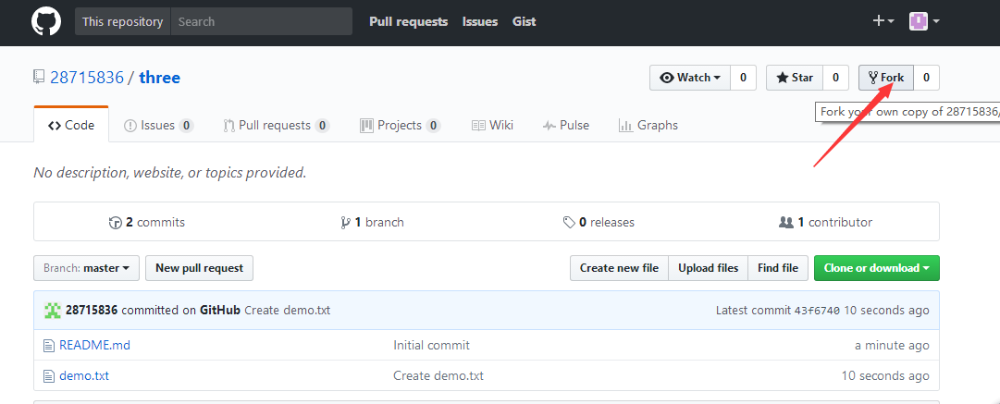 This repository Search Pull requests Issues Gist
28715836 / three Watch 0 Star 0 Fork 0
Fork your own copy of 28715836/
Code Issues 0 Pull requests 0 Projects 0 Wiki Pulse Graphs
No description, website, or topics provided.
2 commits 1 branch 0 releases 1 contributor
Branch: master New pull request Create new file Upload files Find file Clone or download
28715836 committed on GitHub Create demo.txt Latest commit 43f6740 10 seconds ago
README.md Initial commit a minute ago
demo.txt Create demo.txt 10 seconds ago